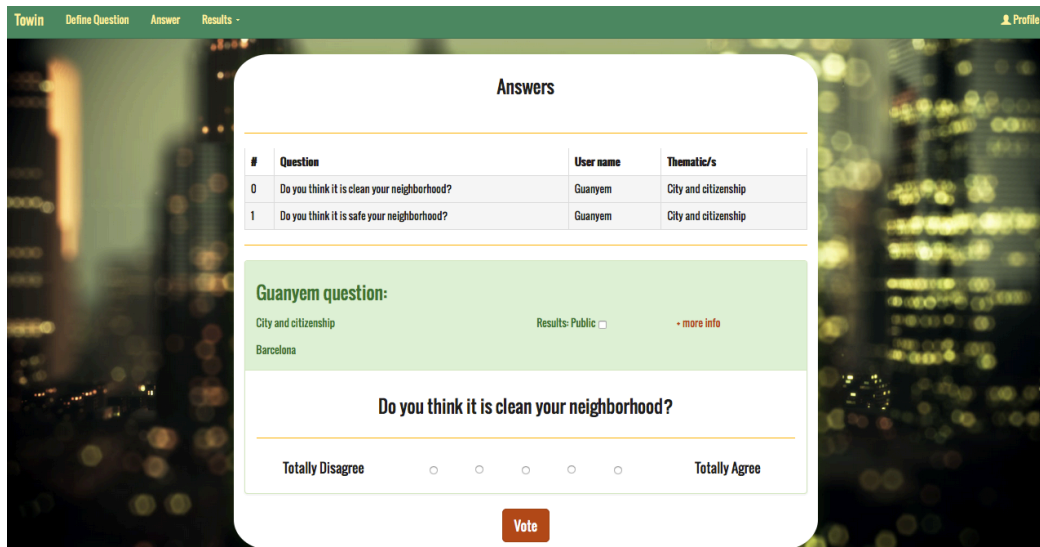 Towin Define Question Answer Results Profile
Answers
# Question User name Thematic/s
0 Do you think it is clean your neighborhood? Guanyem City and citizenship
1 Do you think it is safe your neighborhood? Guanyem City and citizenship
Guanyem question:
City and citizenship Results: Public + more info
Barcelona
Do you think it is clean your neighborhood?
Totally Disagree Totally Agree
Vote